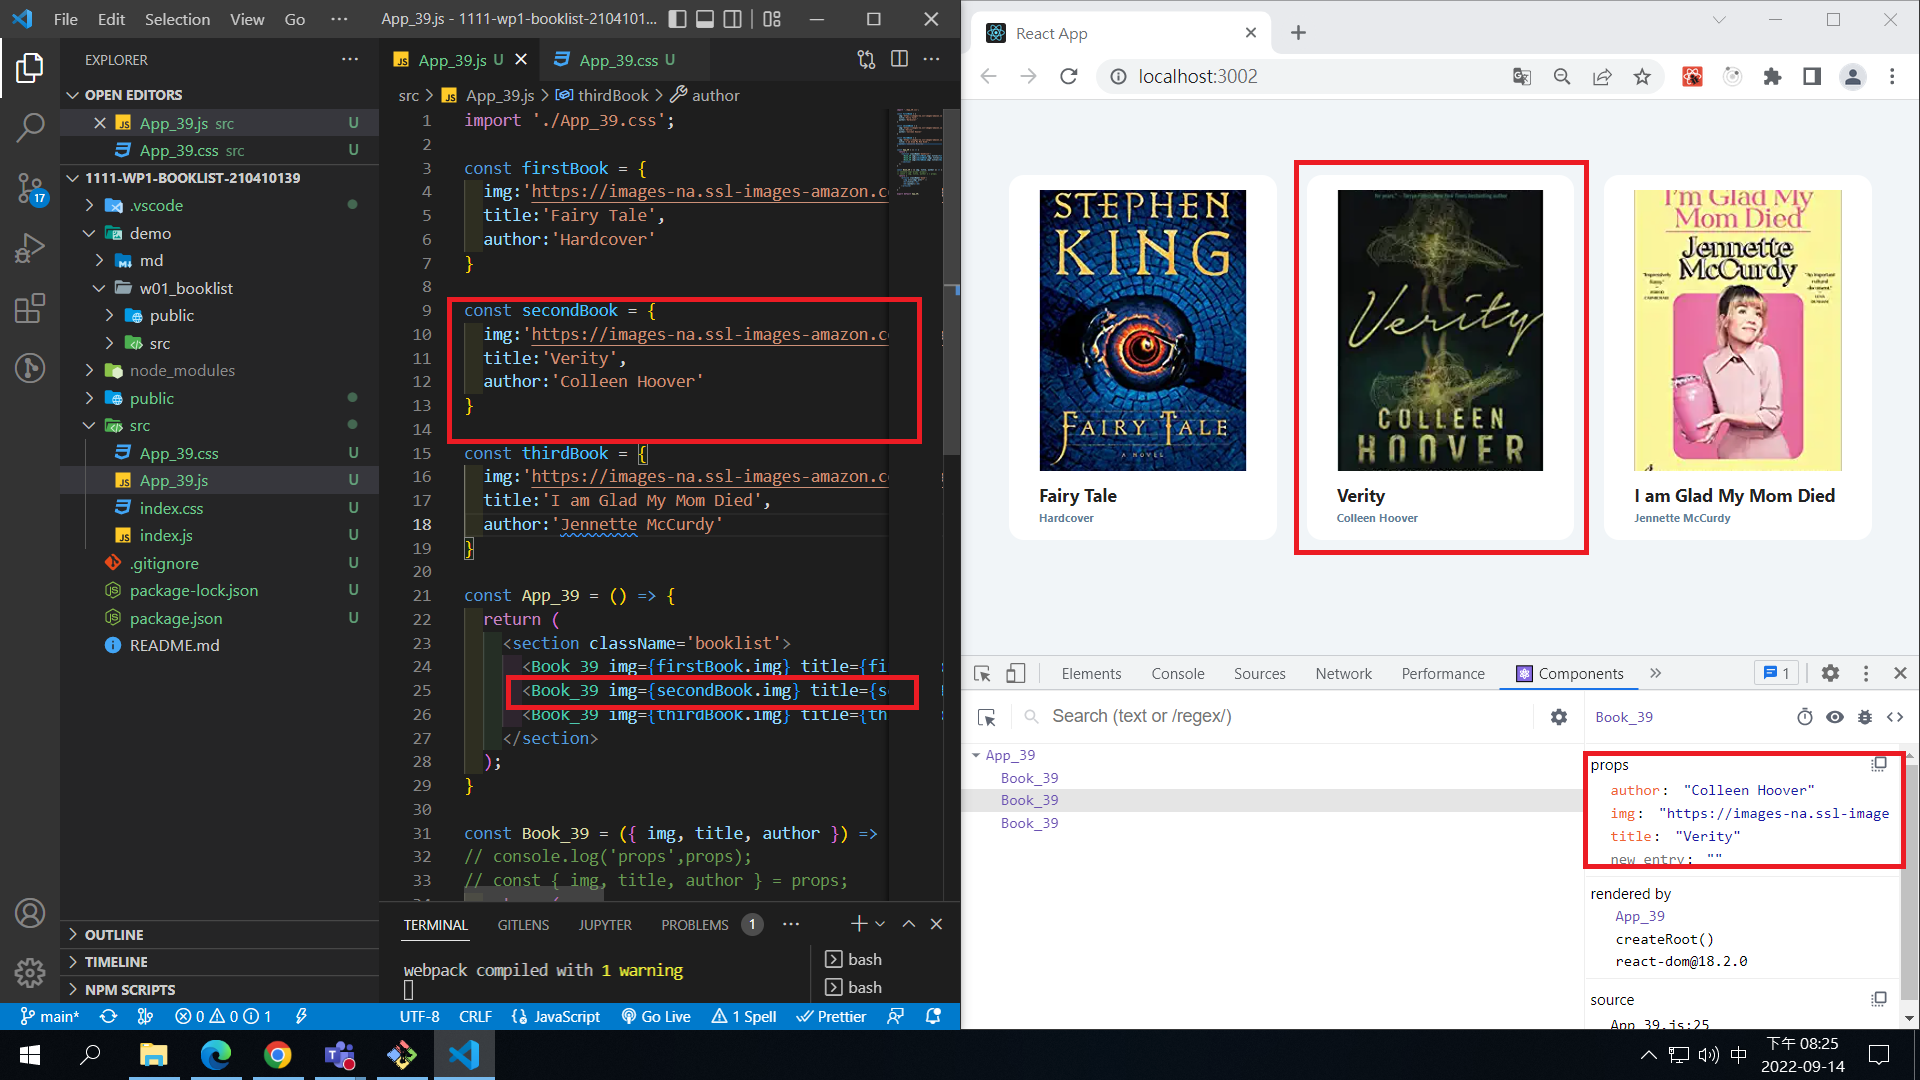 File Edit Selection View Go ··· App_39.js - 1111-wp1-booklist-2104101...
EXPLORER ···
OPEN EDITORS
App_39.js src U
App_39.css src U
1111-WP1-BOOKLIST-210410139
.vscode
demo
md
w01_booklist
public
src
node_modules
public
src
App_39.css U
App_39.js U
index.css U
index.js U
.gitignore U
package-lock.json U
package.json U
README.md
OUTLINE
TIMELINE
NPM SCRIPTS
17
App_39.js U App_39.css U
src > App_39.js > thirdBook > author
1 import './App_39.css';
2
3 const firstBook = {
4 img:'https://images-na.ssl-images-amazon.c
5 title:'Fairy Tale',
6 author:'Hardcover'
7 }
8
9 const secondBook = {
10 img:'https://images-na.ssl-images-amazon.c
11 title:'Verity',
12 author:'Colleen Hoover'
13 }
14
15 const thirdBook = {
16 img:'https://images-na.ssl-images-amazon.c
17 title:'I am Glad My Mom Died',
18 author:'Jennette McCurdy'
19 }
20
21 const App_39 = () => {
22 return (
23 <section className='booklist'>
24 <Book_39 img={firstBook.img} title={fi
25 <Book_39 img={secondBook.img} title={s
26 <Book_39 img={thirdBook.img} title={th
27 </section>
28 );
29 }
30
31 const Book_39 = ({ img, title, author }) =>
32 // console.log('props',props);
33 // const { img, title, author } = props;
TERMINAL GITLENS JUPYTER PROBLEMS 1 ···
webpack compiled with 1 warning
bash
bash
main* 0 0 1 UTF-8 CRLF {} JavaScript Go Live 1 Spell Prettier
React App
localhost:3002
STEPHEN
KING
FAIRY TALE
A NOVEL
Fairy Tale
Hardcover
Verity
COLLEEN
HOOVER
Verity
Colleen Hoover
I'm Glad My
Mom Died
Jennette
McCurdy
I am Glad My Mom Died
Jennette McCurdy
Elements Console Sources Network Performance Components » 1
Search (text or /regex/)
App_39
Book_39
Book_39
Book_39
Book_39
props
author: "Colleen Hoover"
img: "https://images-na.ssl-image
title: "Verity"
new entry: ""
rendered by
App_39
createRoot()
react-dom@18.2.0
source
App_39.js:25
中
下午 08:25
2022-09-14